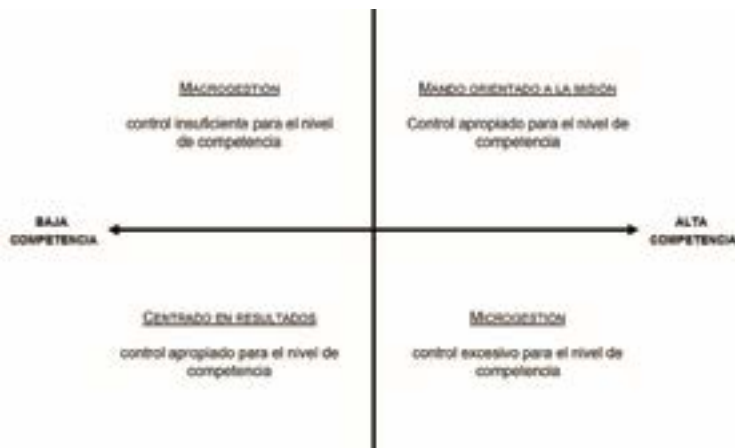 MACROGESTIÓN
control insuficiente para el nivel
de competencia
MANDO ORIENTADO A LA MISIÓN
Control apropiado para el nivel de
competencia
BAJA
COMPETENCIA
ALTA
COMPETENCIA
CENTRADO EN RESULTADOS
control apropiado para el nivel de
competencia
MICROGESTIÓN
control excesivo para el nivel de
competencia